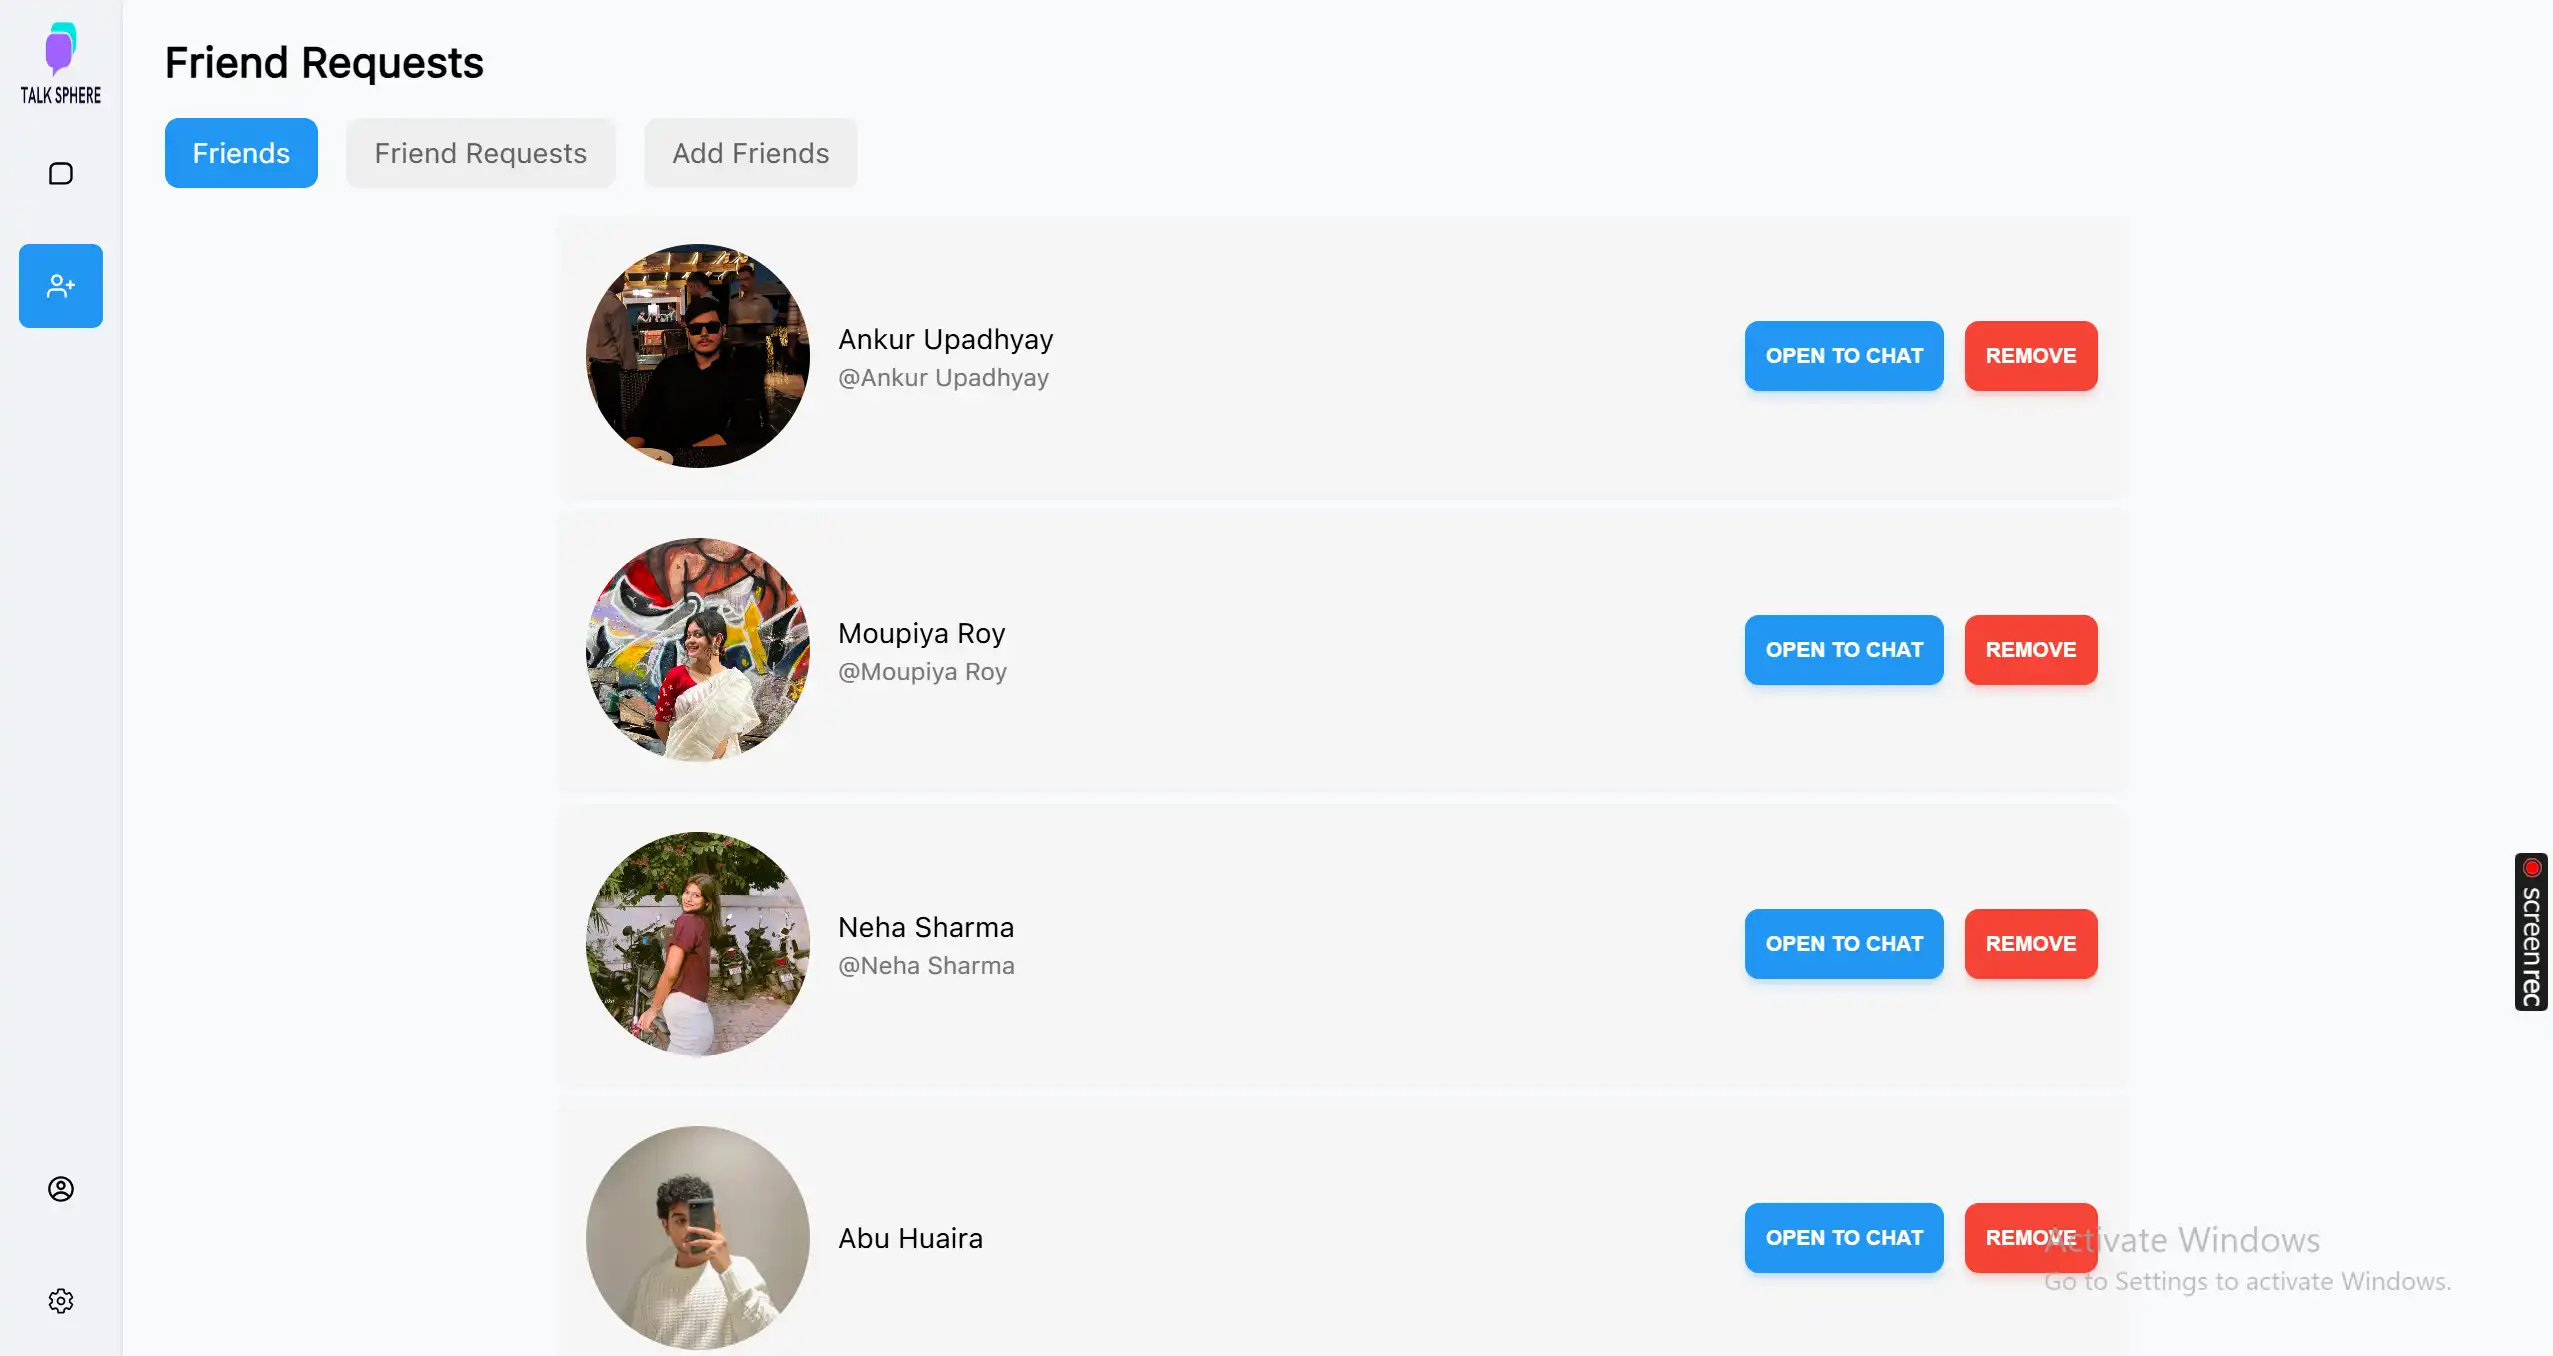 TALK SPHERE
Friend Requests
Friends
Friend Requests
Add Friends
Ankur Upadhyay
@Ankur Upadhyay
OPEN TO CHAT
REMOVE
Moupiya Roy
@Moupiya Roy
OPEN TO CHAT
REMOVE
Neha Sharma
@Neha Sharma
OPEN TO CHAT
REMOVE
screen rec
Abu Huaira
OPEN TO CHAT
REMOVE
Activate Windows
Go to Settings to activate Windows.